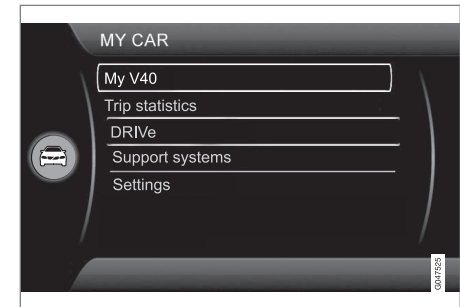 MY CAR
My V40
Trip statistics
DRIVe
Support systems
Settings
G047525